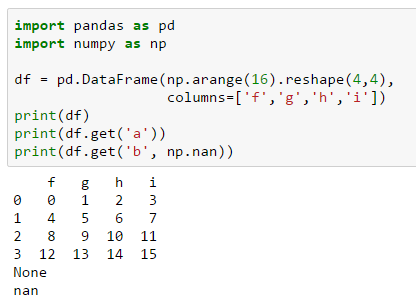 import pandas as pd
import numpy as np
df = pd.DataFrame(np.arange(16).reshape(4,4),
columns=['f','g','h','i'])
print(df)
print(df.get('a'))
print(df.get('b', np.nan))
f g h i
0 0 1 2 3
1 4 5 6 7
2 8 9 10 11
3 12 13 14 15
None
nan